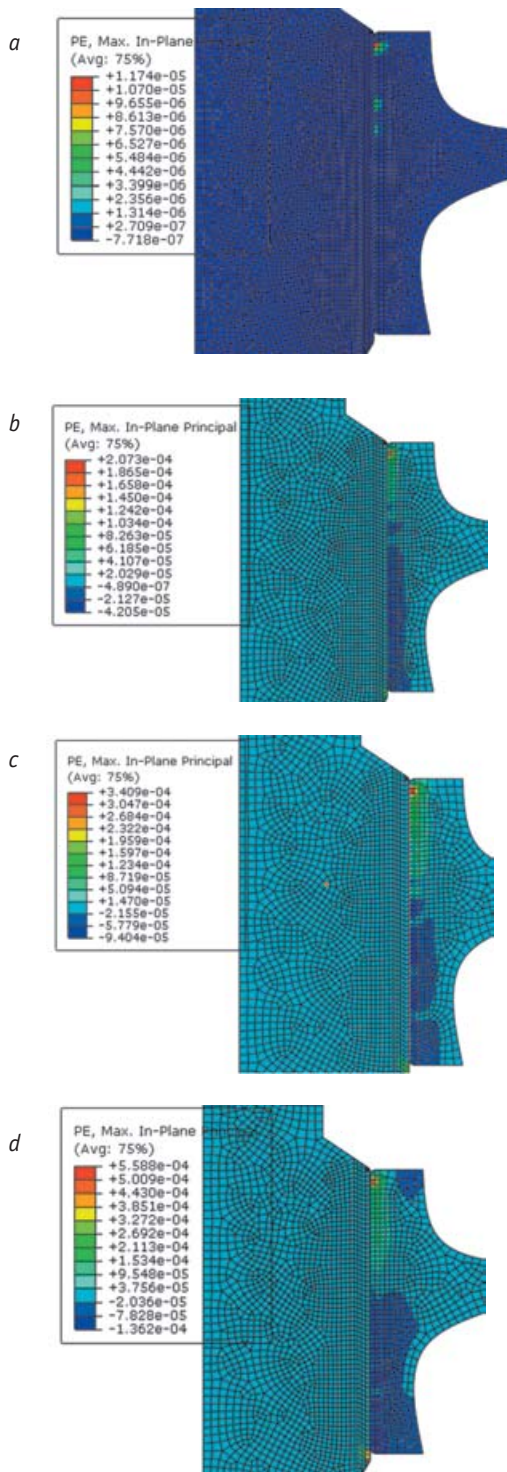 a
PE, Max. In-Plane
(Avg: 75%)
+1.174e-05
+1.070e-05
+9.655e-06
+8.613e-06
+7.570e-06
+6.527e-06
+5.484e-06
+4.442e-06
+3.399e-06
+2.356e-06
+1.314e-06
+2.709e-07
-7.718e-07
b
PE, Max. In-Plane Principal
(Avg: 75%)
+2.073e-04
+1.865e-04
+1.658e-04
+1.450e-04
+1.242e-04
+1.034e-04
+8.263e-05
+6.185e-05
+4.107e-05
+2.029e-05
-4.890e-07
-2.127e-05
-4.205e-05
c
PE, Max. In-Plane Principal
(Avg: 75%)
+3.409e-04
+3.047e-04
+2.684e-04
+2.322e-04
+1.959e-04
+1.597e-04
+1.234e-04
+8.719e-05
+5.094e-05
+1.470e-05
-2.155e-05
-5.779e-05
-9.404e-05
d
PE, Max. In-Plane
(Avg: 75%)
+5.588e-04
+5.009e-04
+4.430e-04
+3.851e-04
+3.272e-04
+2.692e-04
+2.113e-04
+1.534e-04
+9.548e-05
+3.756e-05
-2.036e-05
-7.828e-05
-1.362e-04